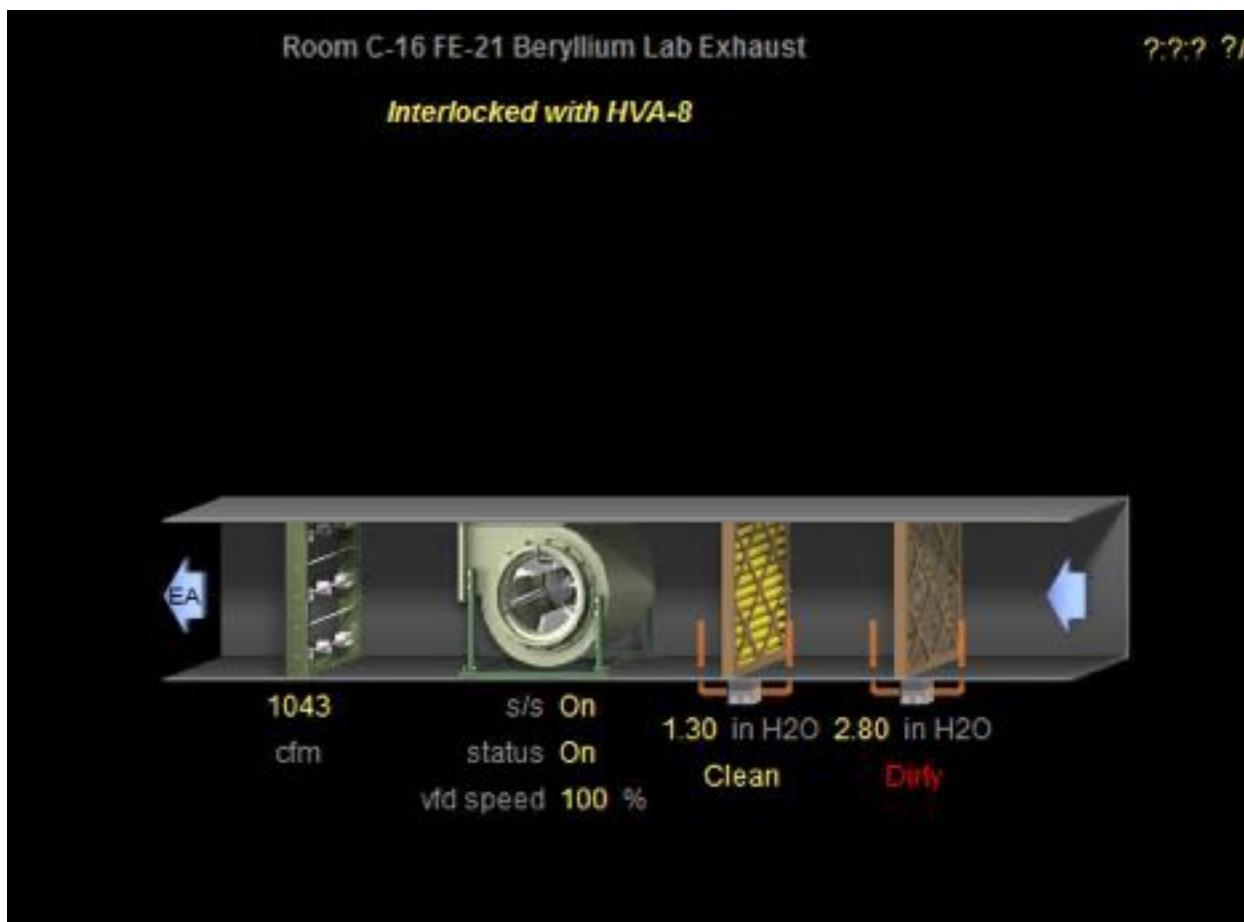 Room C-16 FE-21 Beryllium Lab Exhaust
?:?:? ?/
Interlocked with HVA-8
EA
1043
cfm
s/s On
status On
vfd speed 100 %
1.30 in H2O
Clean
2.80 in H2O
Dirty